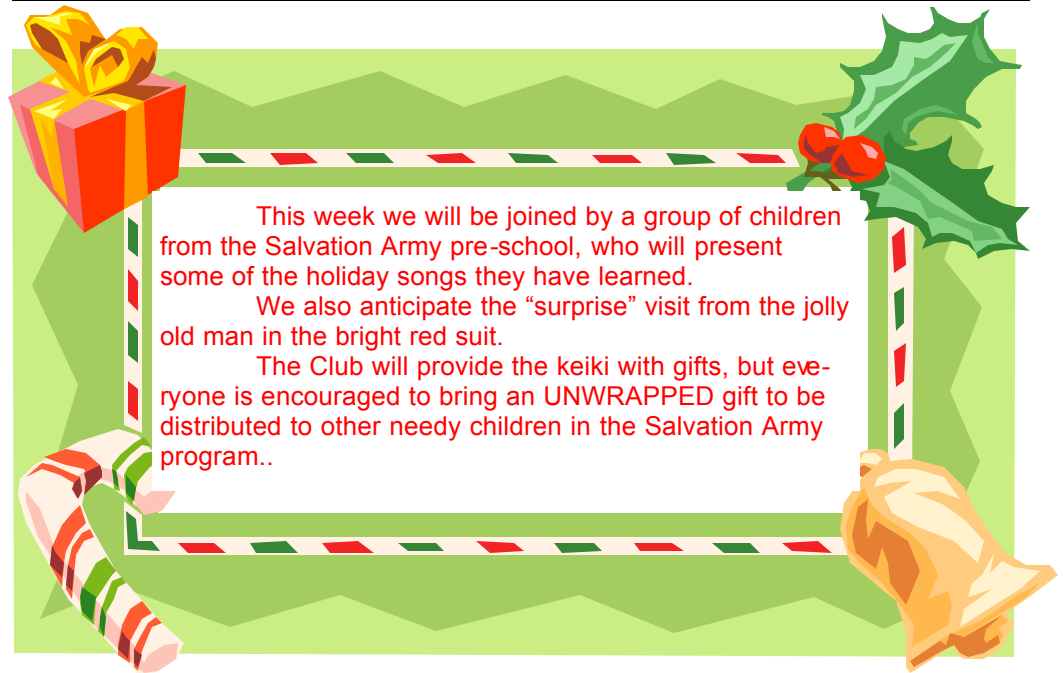 This week we will be joined by a group of children
from the Salvation Army pre-school, who will present
some of the holiday songs they have learned.
We also anticipate the “surprise” visit from the jolly
old man in the bright red suit.
The Club will provide the keiki with gifts, but eve-
ryone is encouraged to bring an UNWRAPPED gift to be
distributed to other needy children in the Salvation Army
program..